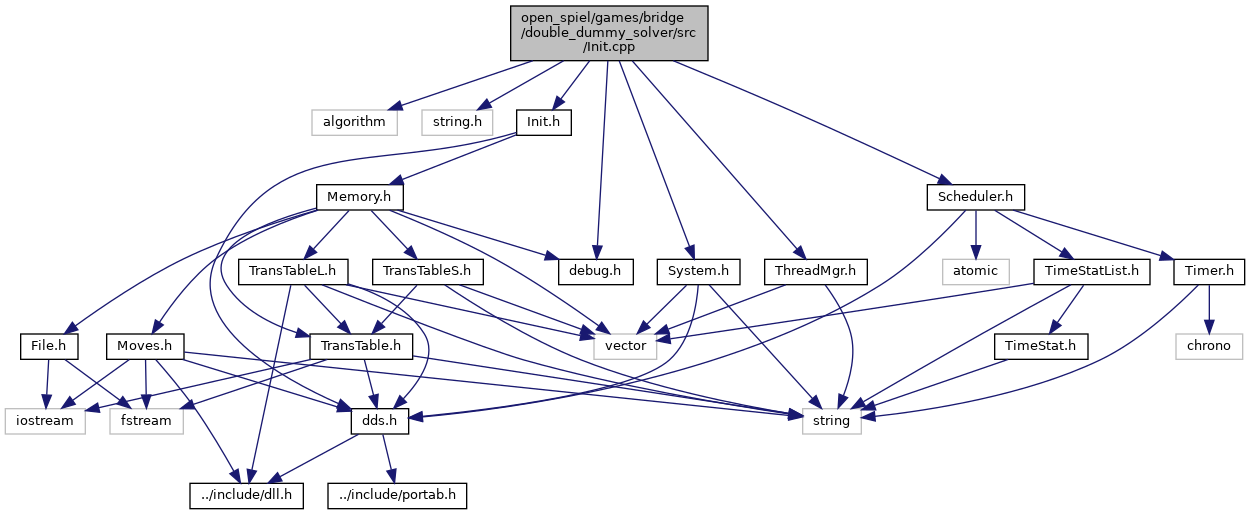 open_spiel/games/bridge
/double_dummy_solver/src
/Init.cpp
algorithm
string.h
Init.h
Memory.h
Scheduler.h
TransTableL.h
TransTableS.h
debug.h
System.h
ThreadMgr.h
atomic
TimeStatList.h
Timer.h
File.h
Moves.h
TransTable.h
vector
TimeStat.h
chrono
iostream
fstream
dds.h
string
../include/dll.h
../include/portab.h